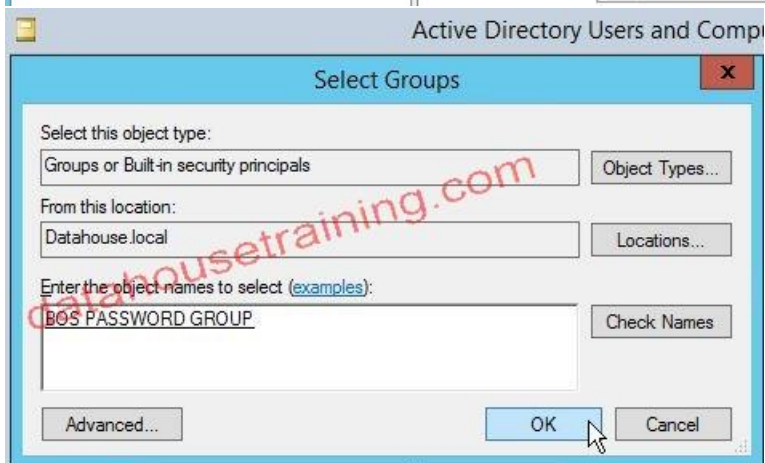 Active Directory Users and Comp
Select Groups
x
Select this object type:
Groups or Built-in security principals
Object Types...
From this location:
Datahouse.local
Locations...
Enter the object names to select (examples):
BOS PASSWORD GROUP
Check Names
Advanced...
OK
Cancel
datahousetraining.com